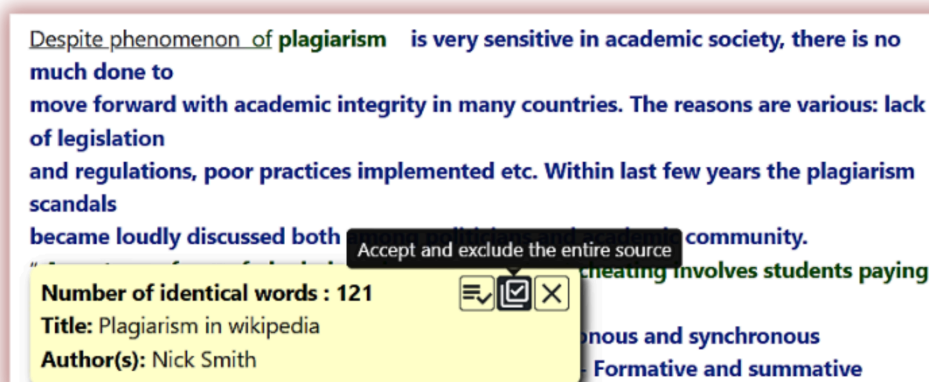 Despite phenomenon of plagiarism is very sensitive in academic society, there is no
much done to
move forward with academic integrity in many countries. The reasons are various: lack
of legislation
and regulations, poor practices implemented etc. Within last few years the plagiarism
scandals
became loudly discussed both among politicians and academic community.
Accept and exclude the entire source
cheating involves students paying
Number of identical words : 121
Title: Plagiarism in wikipedia
onous and synchronous
Author(s): Nick Smith
- Formative and summative